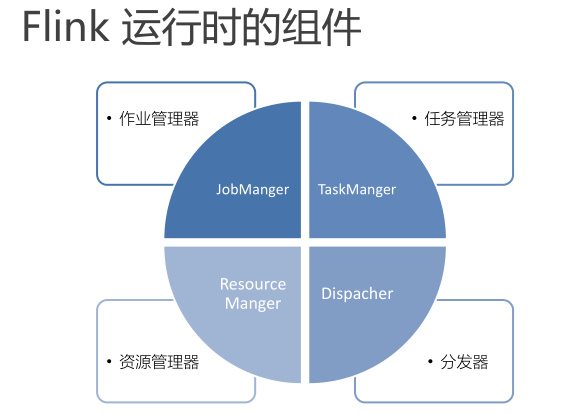 Flink 运行时的组件
• 作业管理器
• 任务管理器
JobManger
TaskManger
Resource
Manger
Dispacher
• 资源管理器
• 分发器